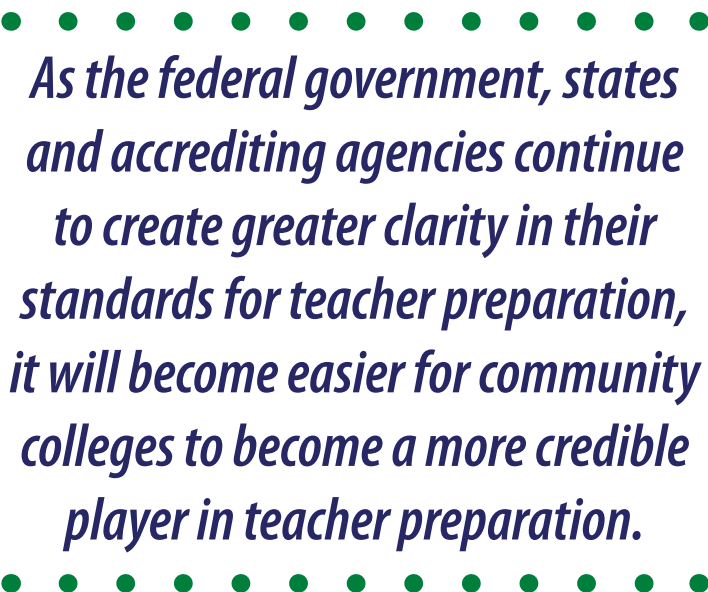 As the federal government, states
and accrediting agencies continue
to create greater clarity in their
standards for teacher preparation,
it will become easier for community
colleges to become a more credible
player in teacher preparation.